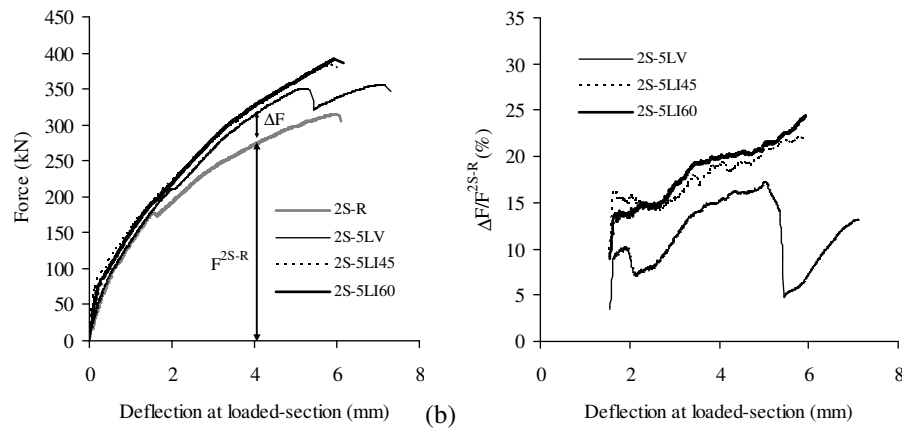 450
400
350
300
250
200
150
100
50
0
Force (kN)
ΔF
F^2S-R
2S-R
2S-5LV
2S-5LI45
2S-5LI60
0 2 4 6 8
Deflection at loaded-section (mm)
(b)
35
30
25
20
15
10
5
0
ΔF/F^2S-R (%)
2S-5LV
2S-5LI45
2S-5LI60
0 2 4 6 8
Deflection at loaded-section (mm)